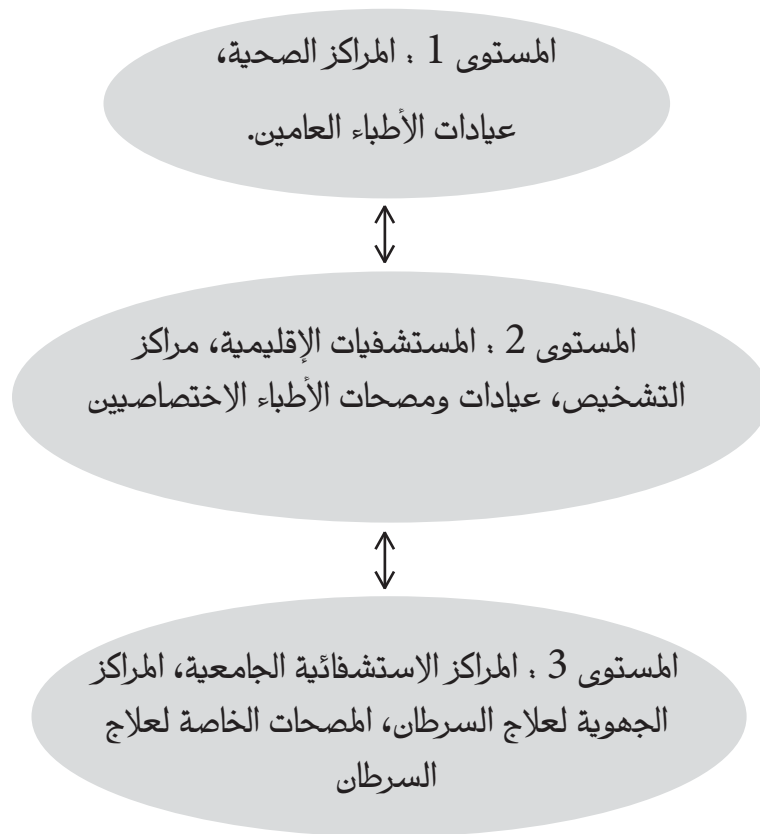 المستوى 1 : المراكز الصحية،
عيادات الأطباء العامين.
المستوى 2 : المستشفيات الإقليمية، مراكز
التشخيص، عيادات ومصحات الأطباء الاختصاصيين
المستوى 3 : المراكز الاستشفائية الجامعية، المراكز
الجهوية لعلاج السرطان، المصحات الخاصة لعلاج
السرطان